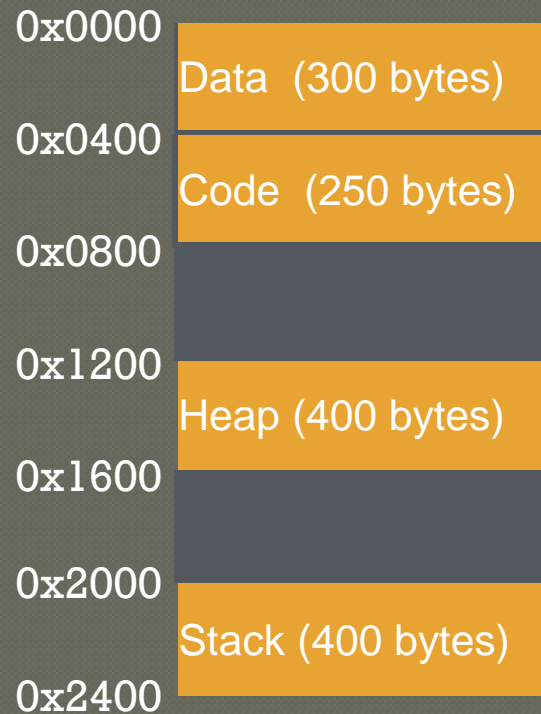 0x0000
Data  (300 bytes)
0x0400
Code  (250 bytes)
0x0800
0x1200
Heap (400 bytes)
0x1600
0x2000
Stack (400 bytes)
0x2400